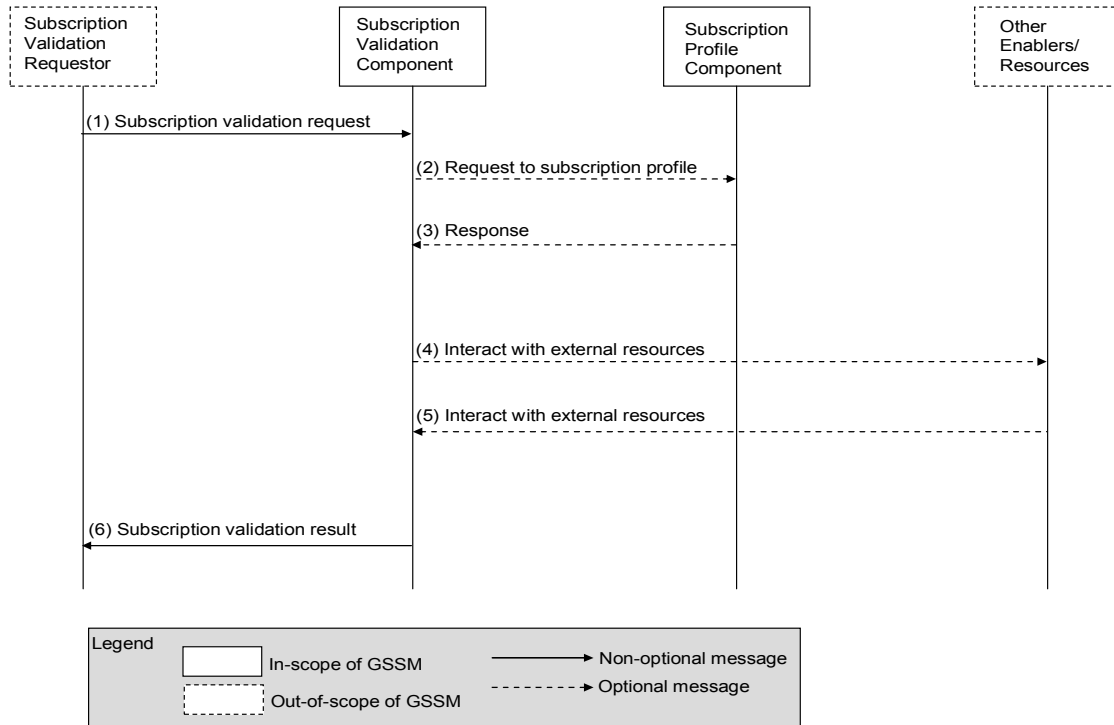 Subscription
Validation
Requestor
Subscription
Validation
Component
Subscription
Profile
Component
Other
Enablers/
Resources
(1) Subscription validation request
(2) Request to subscription profile
(3) Response
(4) Interact with external resources
(5) Interact with external resources
(6) Subscription validation result
Legend
In-scope of GSSM
Non-optional message
Out-of-scope of GSSM
Optional message